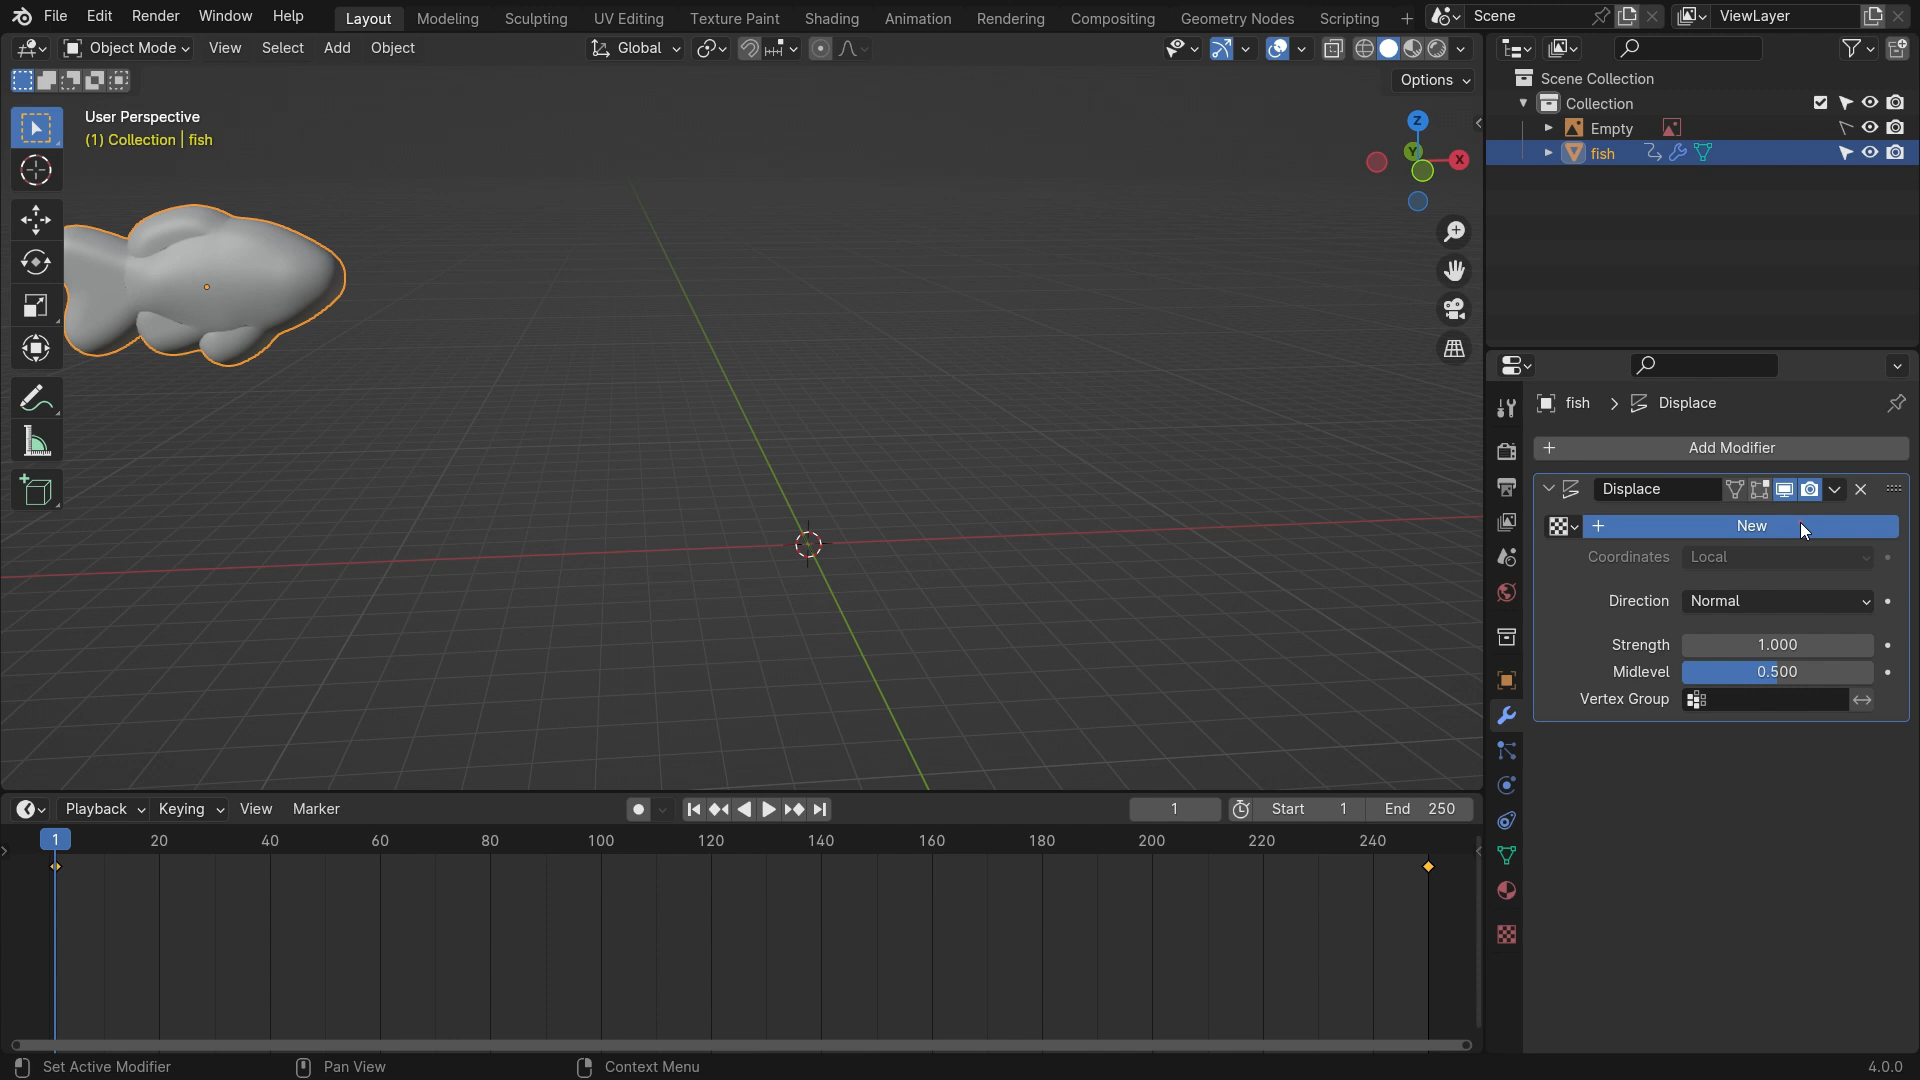 File Edit Render Window Help Layout Modeling Sculpting UV Editing Texture Paint Shading Animation Rendering Compositing Geometry Nodes Scripting + Scene ViewLayer
Object Mode View Select Add Object Global
Options
User Perspective
(1) Collection | fish
Z
Y
X
Scene Collection
Collection
Empty
fish
fish > Displace
+ Add Modifier
Displace
+ New
Coordinates Local
Direction Normal
Strength 1.000
Midlevel 0.500
Vertex Group
Playback Keying View Marker 1 Start 1 End 250
1 20 40 60 80 100 120 140 160 180 200 220 240
Set Active Modifier Pan View Context Menu 4.0.0